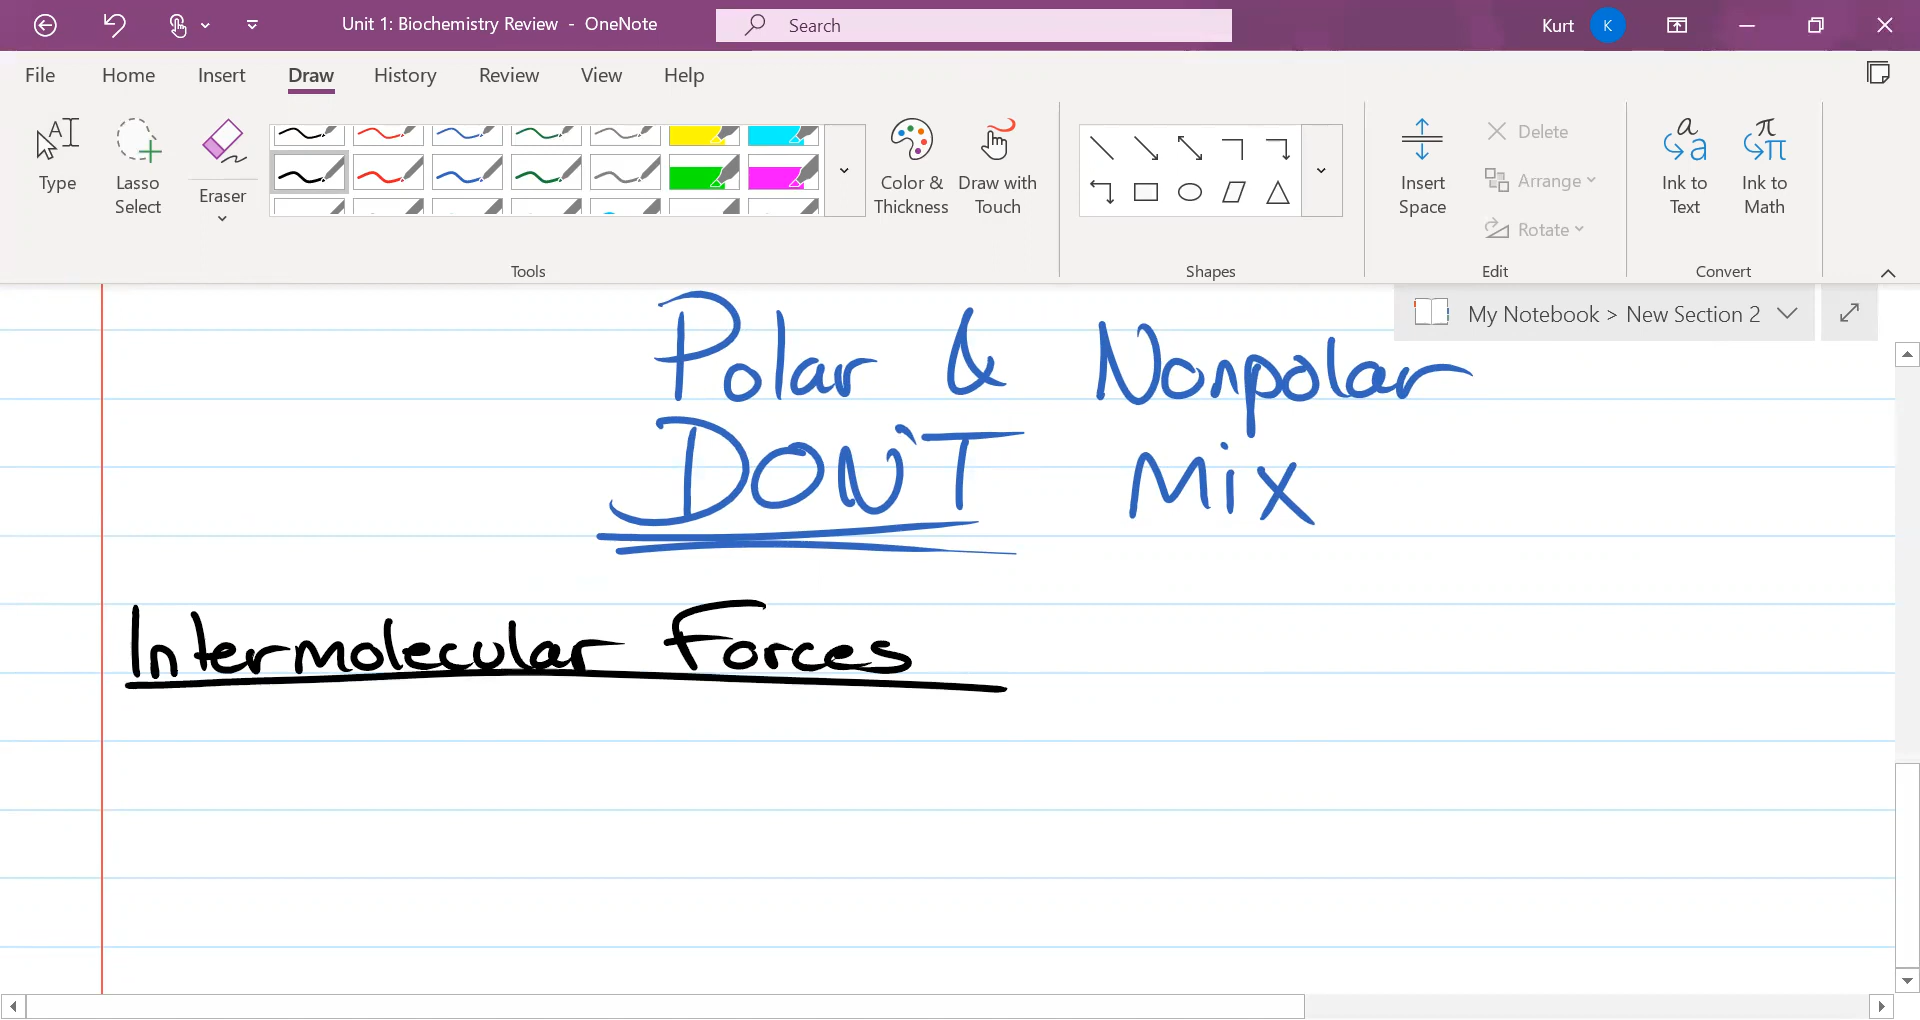 Unit 1: Biochemistry Review - OneNote
Search
Kurt
K
File Home Insert Draw History Review View Help
Type
Lasso
Select
Eraser
Color &
Thickness
Draw with
Touch
Insert
Space
Delete
Arrange
Rotate
Ink to
Text
Ink to
Math
Tools
Shapes
Edit
Convert
My Notebook > New Section 2
Polar & Nonpolar
DON'T Mix
Intermolecular Forces